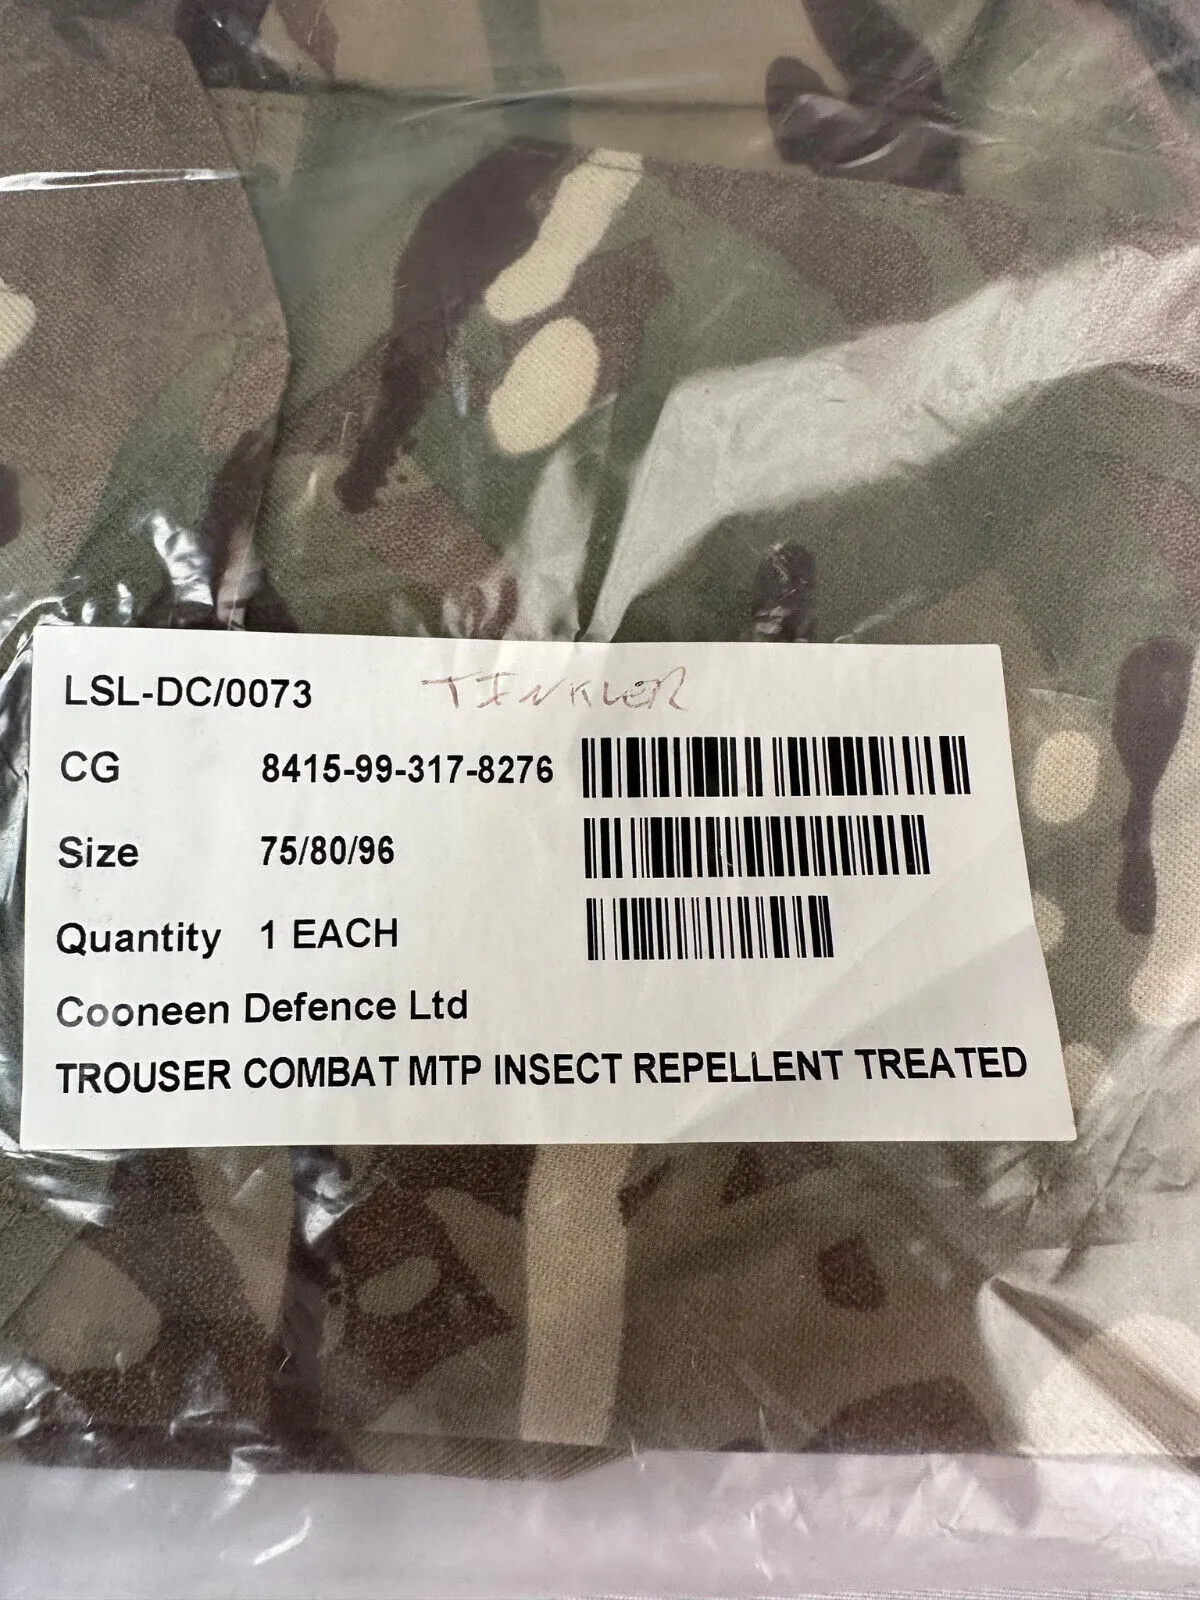 LSL-DC/0073 TINKLER
CG 8415-99-317-8276
Size 75/80/96
Quantity 1 EACH
Cooneen Defence Ltd
TROUSER COMBAT MTP INSECT REPELLENT TREATED